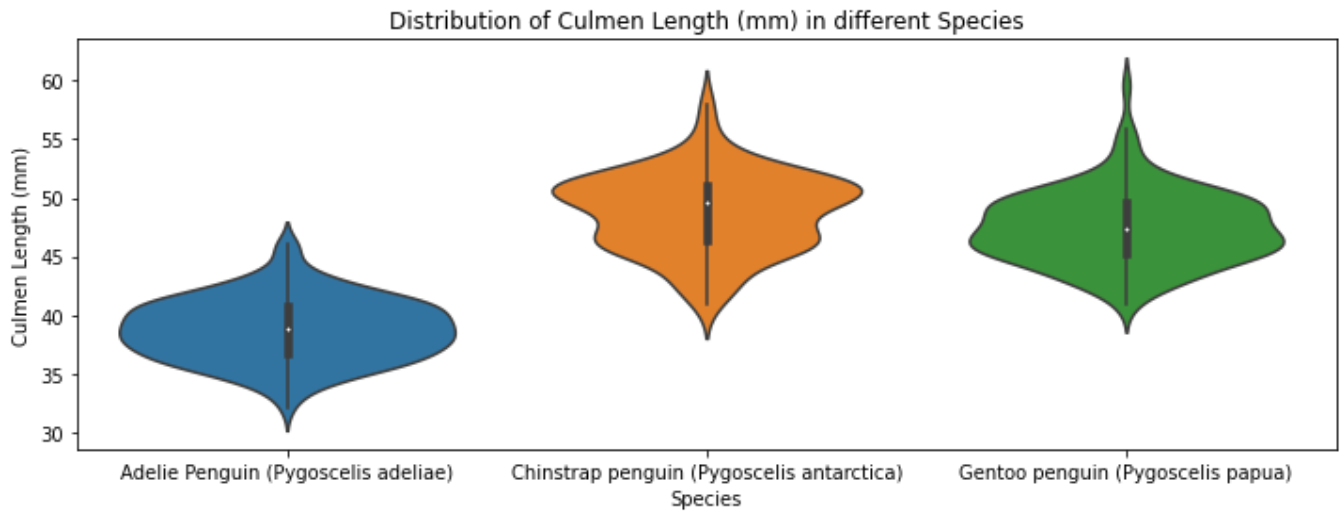 Distribution of Culmen Length (mm) in different Species
Culmen Length (mm)
60
55
50
45
40
35
30
Adelie Penguin (Pygoscelis adeliae)
Chinstrap penguin (Pygoscelis antarctica)
Gentoo penguin (Pygoscelis papua)
Species